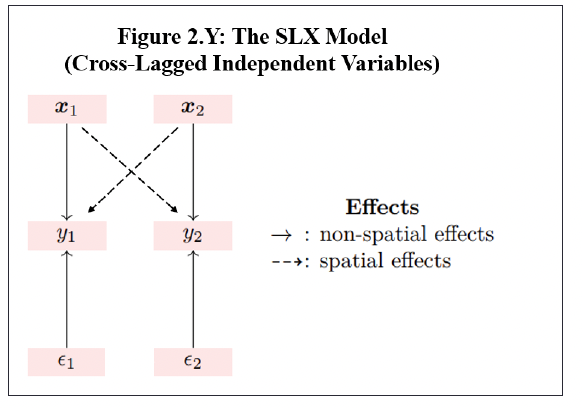 Figure 2.Y: The SLX Model
(Cross-Lagged Independent Variables)
x1 x2
y1 y2
Effects
→ : non-spatial effects
⇢: spatial effects
ϵ1 ϵ2